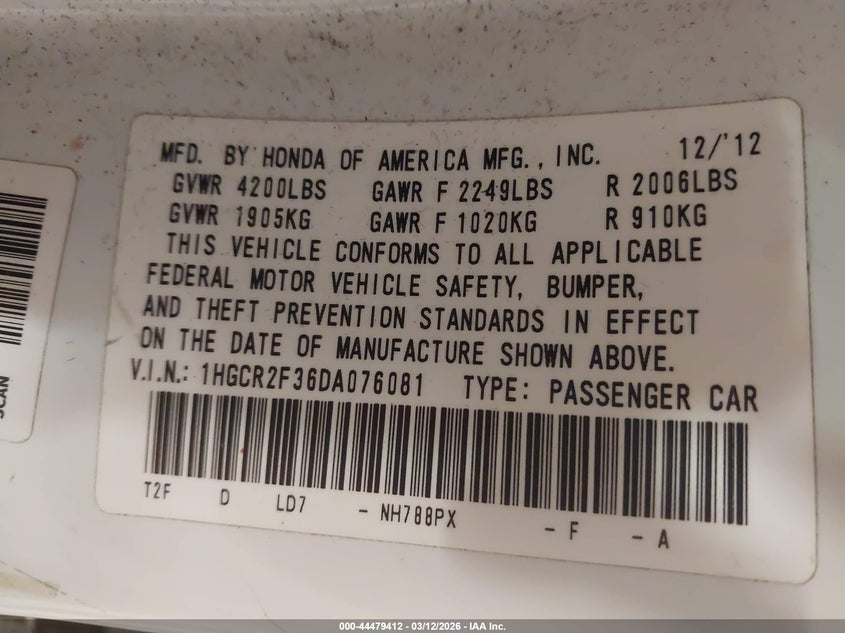 MFD. BY HONDA OF AMERICA MFG., INC. 12/'12
GVWR 4200LBS GAWR F 2249LBS R 2006LBS
GVWR 1905KG GAWR F 1020KG R 910KG
THIS VEHICLE CONFORMS TO ALL APPLICABLE
FEDERAL MOTOR VEHICLE SAFETY, BUMPER,
AND THEFT PREVENTION STANDARDS IN EFFECT
ON THE DATE OF MANUFACTURE SHOWN ABOVE.
V.I.N.: 1HGCR2F36DA076081 TYPE: PASSENGER CAR
T2F D LD7 - NH788PX - F - A
SCAN
000-44479412 - 03/12/2026 - IAA Inc.